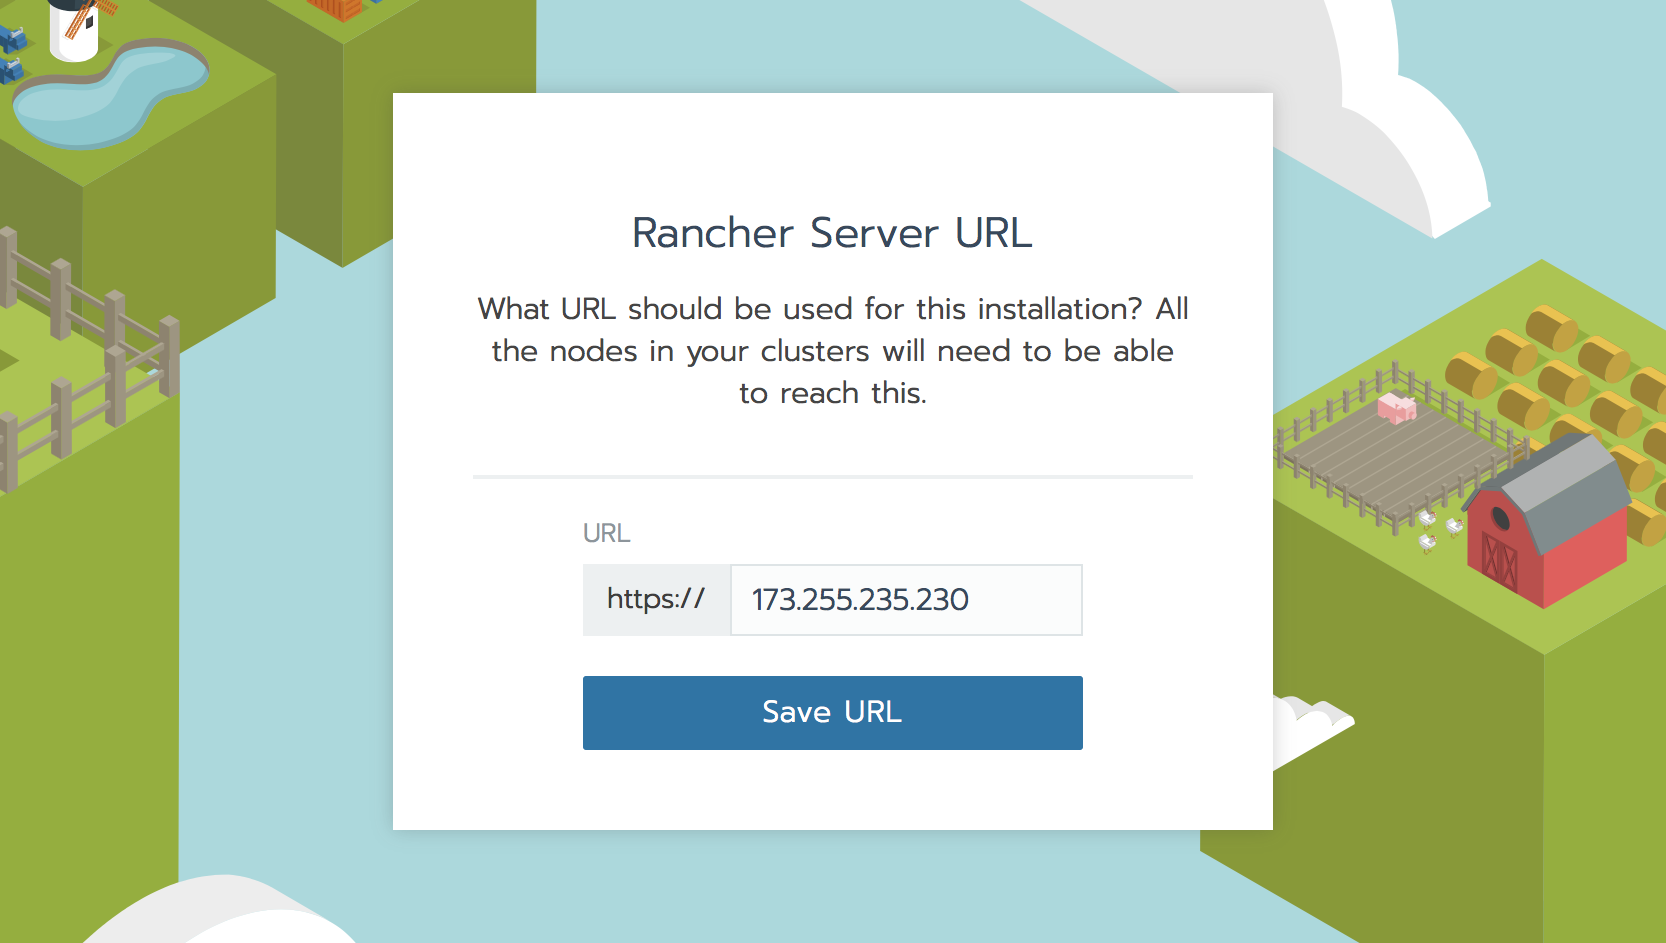 Rancher Server URL
What URL should be used for this installation? All
the nodes in your clusters will need to be able
to reach this.
URL
https://
173.255.235.230
Save URL